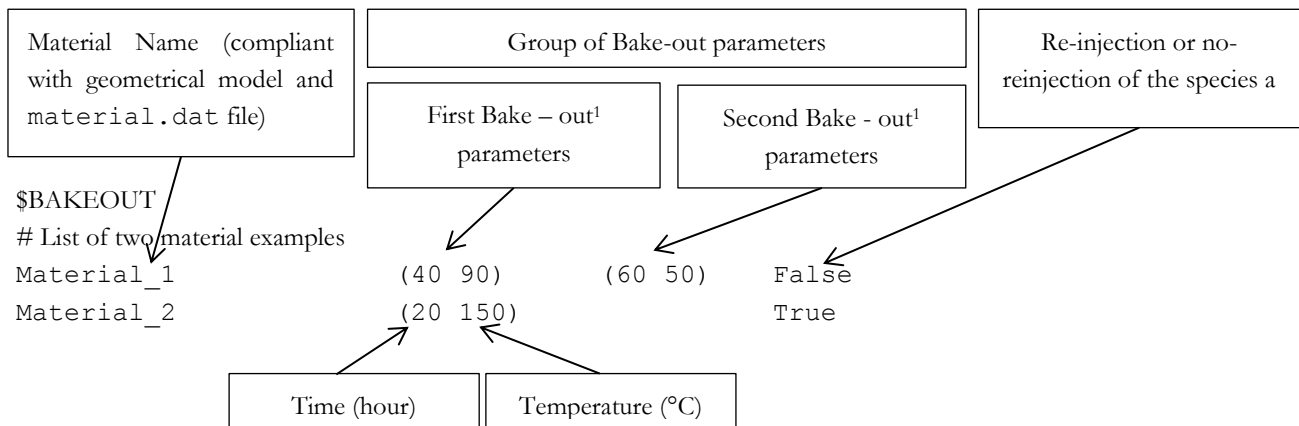 Material Name (compliant
with geometrical model and
material.dat file)
Group of Bake-out parameters
Re-injection or no-
reinjection of the species a
First Bake – out¹
parameters
Second Bake - out¹
parameters
$BAKEOUT
# List of two material examples
Material_1 (40 90) (60 50) False
Material_2 (20 150) True
Time (hour)
Temperature (°C)